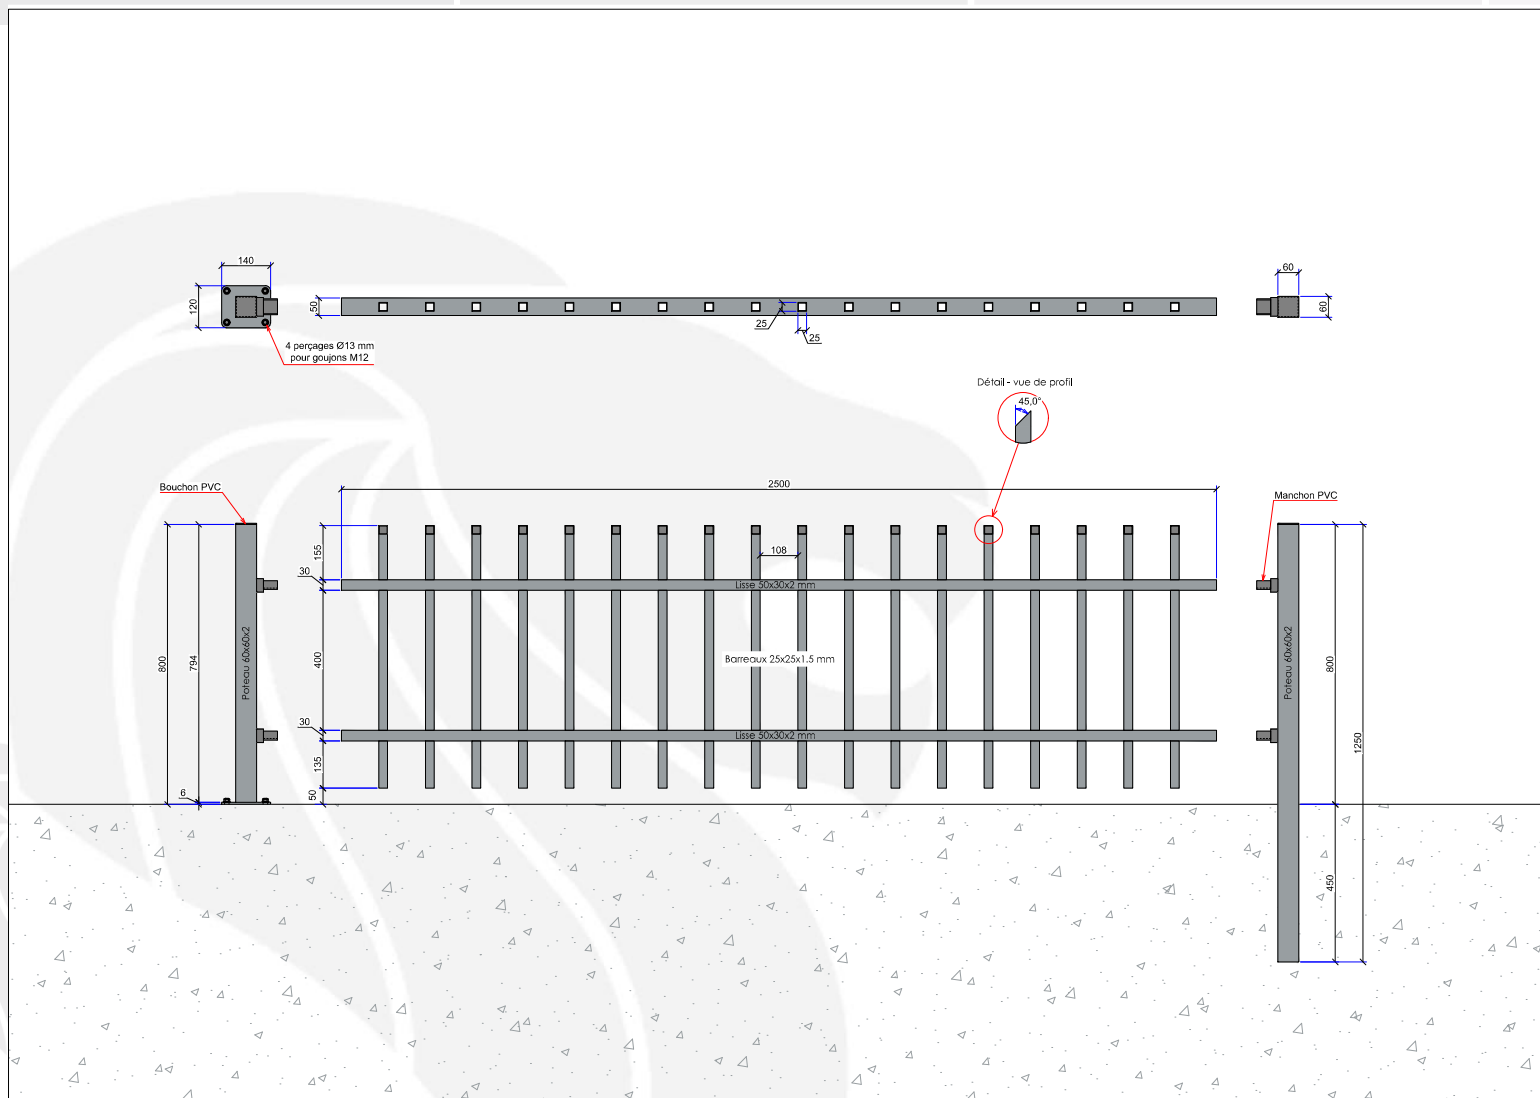 140
120
4 perçages Ø13 mm
pour goujons M12
50
25
25
60
60
Détail - vue de profil
45,0°
2500
Bouchon PVC
Manchon PVC
155
108
30
Lisse 50x30x2 mm
800
794
Poteau 60x60x2
400
Barreaux 25x25x1.5 mm
Poteau 60x60x2
800
1250
30
Lisse 50x30x2 mm
135
6
50
450